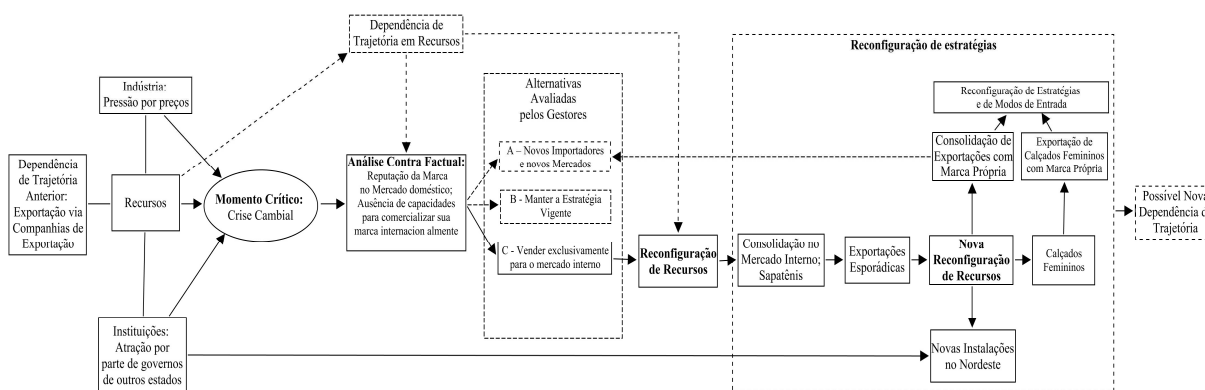 Dependência de
Trajetória em Recursos
Reconfiguração de estratégias
Indústria:
Pressão por preços
Alternativas
Avaliadas
pelos Gestores
Reconfiguração de Estratégias
e de Modos de Entrada
Dependência
de Trajetória
Anterior:
Exportação via
Companhias de
Exportação
Recursos
Momento Crítico:
Crise Cambial
Análise Contra Factual:
Reputação da Marca
no Mercado doméstico;
Ausência de capacidades
para comercializar sua
marca internacion almente
A – Novos Importadores
e novos Mercados
B - Manter a Estratégia
Vigente
C - Vender exclusivamente
para o mercado interno
Reconfiguração
de Recursos
Consolidação no
Mercado Interno;
Sapatênis
Exportações
Esporádicas
Consolidação de
Exportações com
Marca Própria
Exportação de
Calçados Femininos
com Marca Própria
Nova
Reconfiguração
de Recursos
Calçados
Femininos
Possível Nova
Dependência d
Trajetória
Instituições:
Atração por
parte de governos
de outros estados
Novas Instalações
no Nordeste